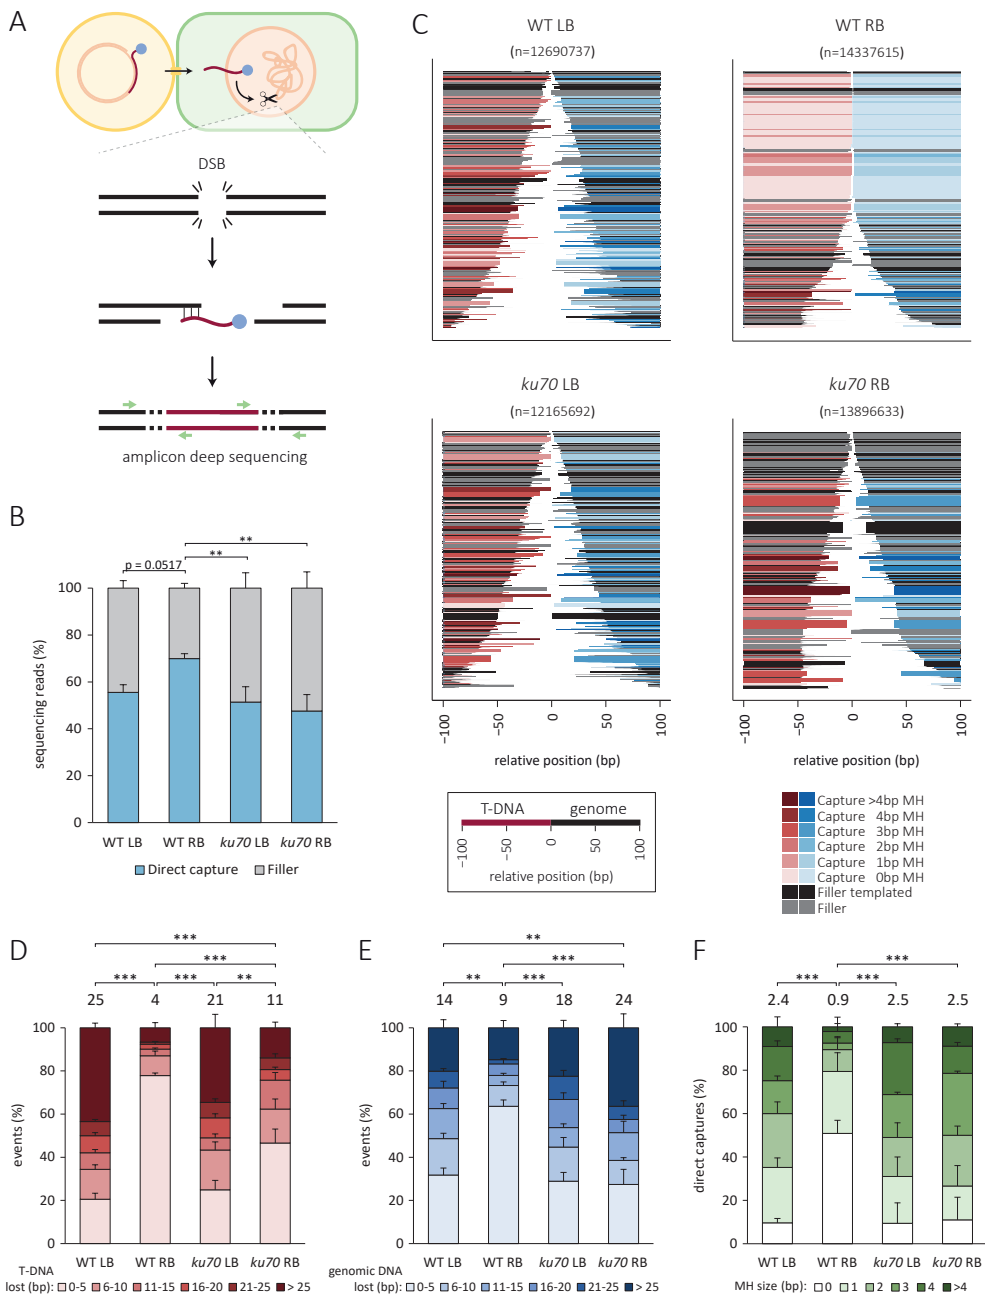 A
DSB
amplicon deep sequencing
B
p = 0.0517
**
**
100
80
60
40
20
0
sequencing reads (%)
WT LB
WT RB
ku70 LB
ku70 RB
Direct capture
Filler
C
WT LB
(n=12690737)
WT RB
(n=14337615)
ku70 LB
(n=12165692)
ku70 RB
(n=13896633)
−100
−50
0
50
100
relative position (bp)
−100
−50
0
50
100
relative position (bp)
T-DNA
genome
−100
−50
0
50
100
relative position (bp)
Capture >4bp MH
Capture 4bp MH
Capture 3bp MH
Capture 2bp MH
Capture 1bp MH
Capture 0bp MH
Filler templated
Filler
D
***
***
*** *** **
25 4 21 11
100
80
60
40
20
0
events (%)
WT LB
WT RB
ku70 LB
ku70 RB
T-DNA
lost (bp): 0-5 6-10 11-15 16-20 21-25 > 25
E
**
***
** ***
14 9 18 24
100
80
60
40
20
0
events (%)
WT LB
WT RB
ku70 LB
ku70 RB
genomic DNA
lost (bp): 0-5 6-10 11-15 16-20 21-25 > 25
F
***
*** ***
2.4 0.9 2.5 2.5
100
80
60
40
20
0
direct captures (%)
WT LB
WT RB
ku70 LB
ku70 RB
MH size (bp): 0 1 2 3 4 >4